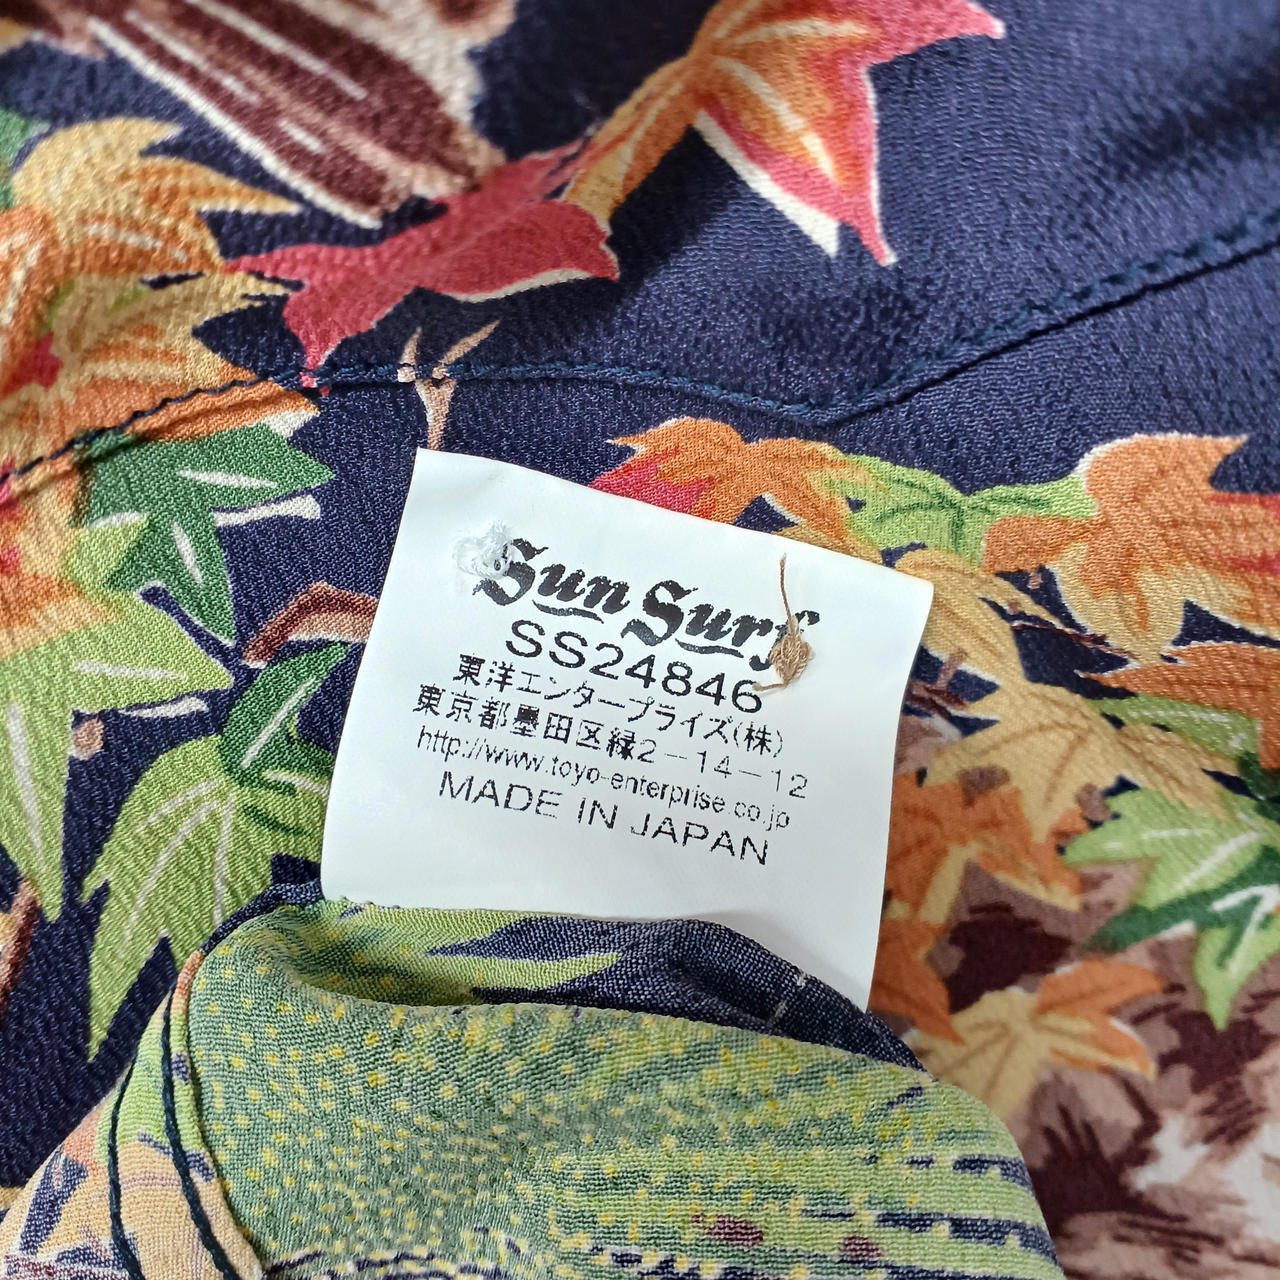 Sun Surf
SS24846
東洋エンタープライズ(株)
東京都墨田区緑2-14-12
http://www.toyo-enterprise.co.jp
MADE IN JAPAN